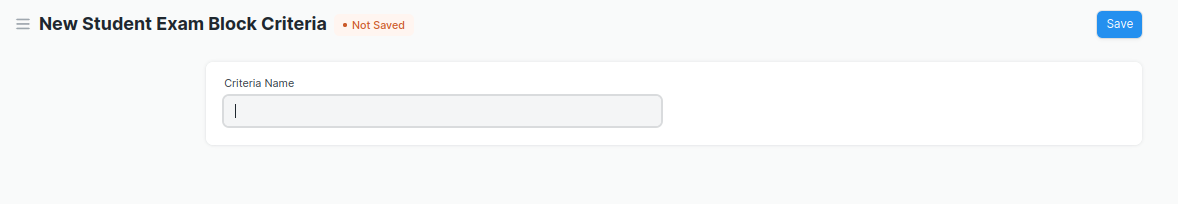 New Student Exam Block Criteria • Not Saved Save
Criteria Name